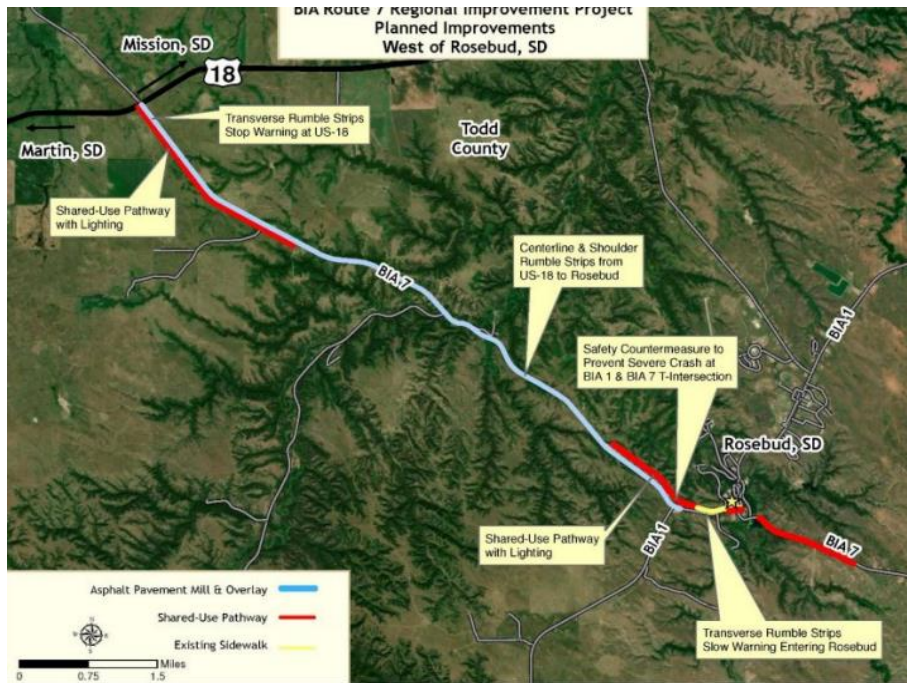 BIA Route 7 Regional Improvement Project
Planned Improvements
West of Rosebud, SD
Mission, SD
18
Transverse Rumble Strips
Stop Warning at US-18
Martin, SD
Todd
County
Shared-Use Pathway
with Lighting
Centerline & Shoulder
Rumble Strips from
US-18 to Rosebud
BIA 7
BIA 1
Safety Countermeasure to
Prevent Severe Crash at
BIA 1 & BIA 7 T-Intersection
Rosebud, SD
Shared-Use Pathway
with Lighting
BIA 1
BIA 7
Transverse Rumble Strips
Slow Warning Entering Rosebud
Asphalt Pavement Mill & Overlay
Shared-Use Pathway
Existing Sidewalk
N
E
S
W
Miles
0 0.75 1.5